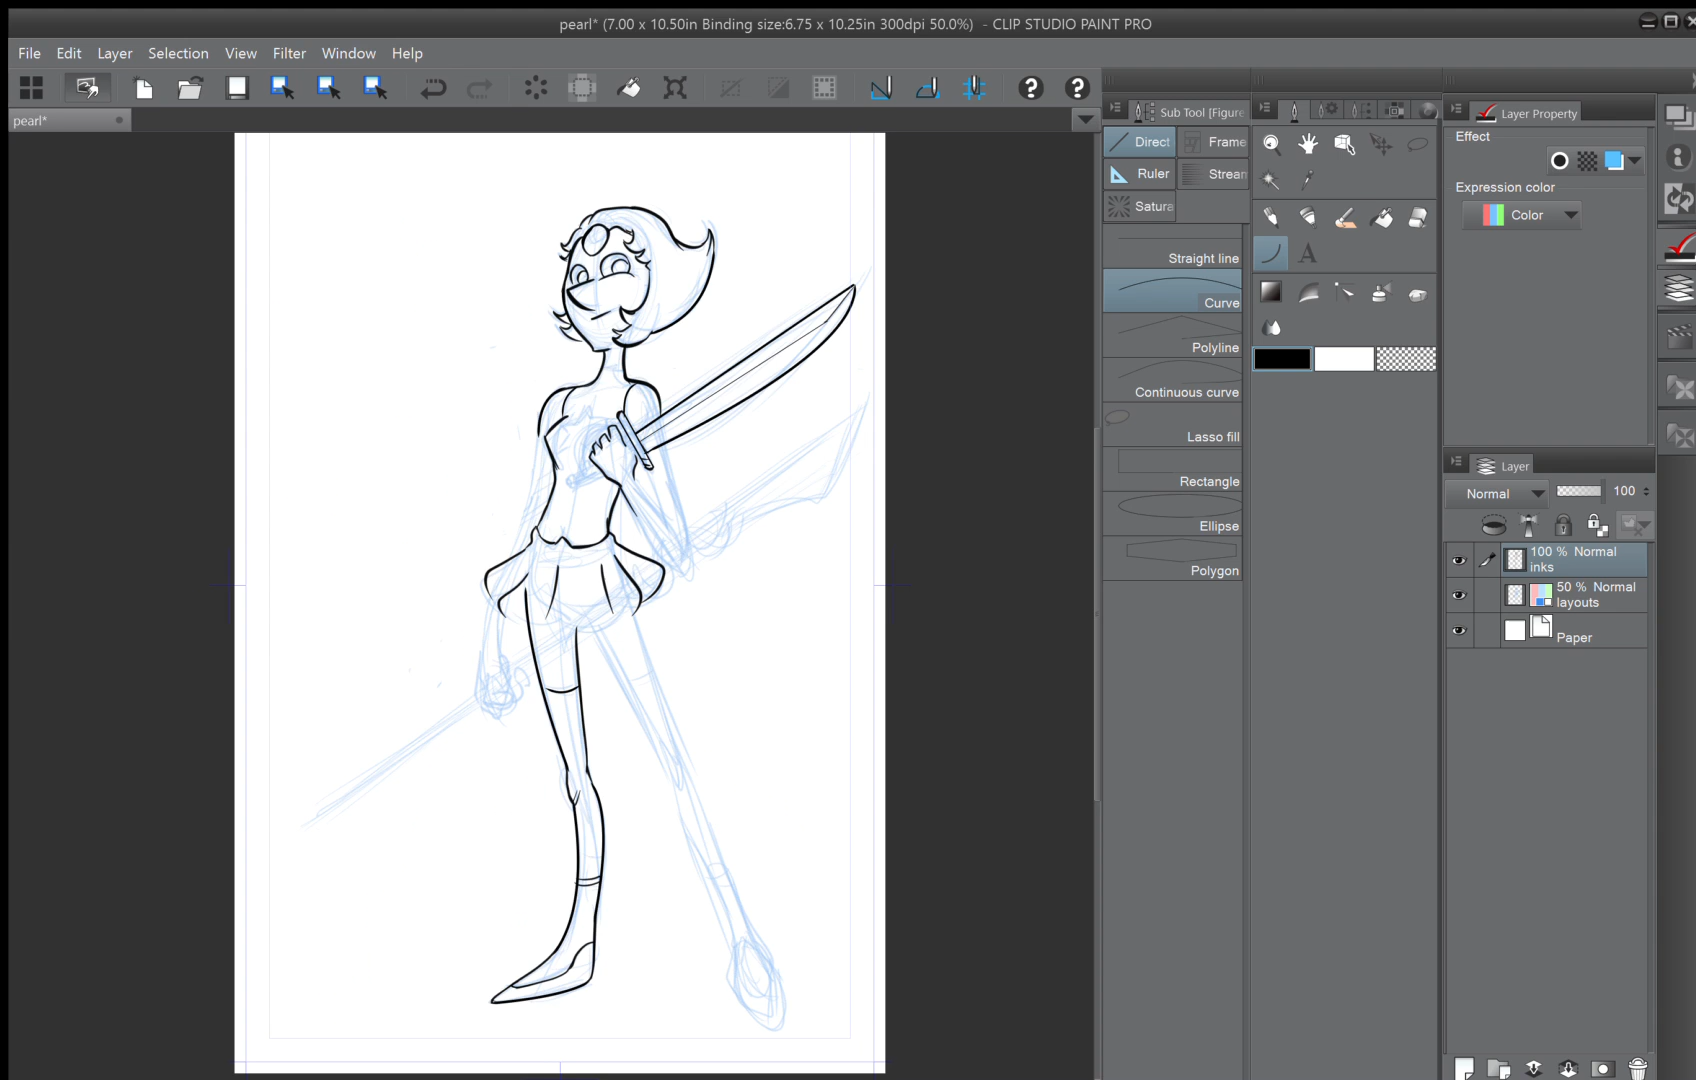 pearl* (7.00 x 10.50in Binding size:6.75 x 10.25in 300dpi 50.0%) - CLIP STUDIO PAINT PRO
File Edit Layer Selection View Filter Window Help
? ?
pearl*
Sub Tool [Figure
Direct
Frame
Ruler
Strean
Satura
Straight line
Curve
Polyline
Continuous curve
Lasso fill
Rectangle
Ellipse
Polygon
A
Layer Property
Effect
Expression color
Color
Layer
Normal 100
100 % Normal
inks
50 % Normal
layouts
Paper